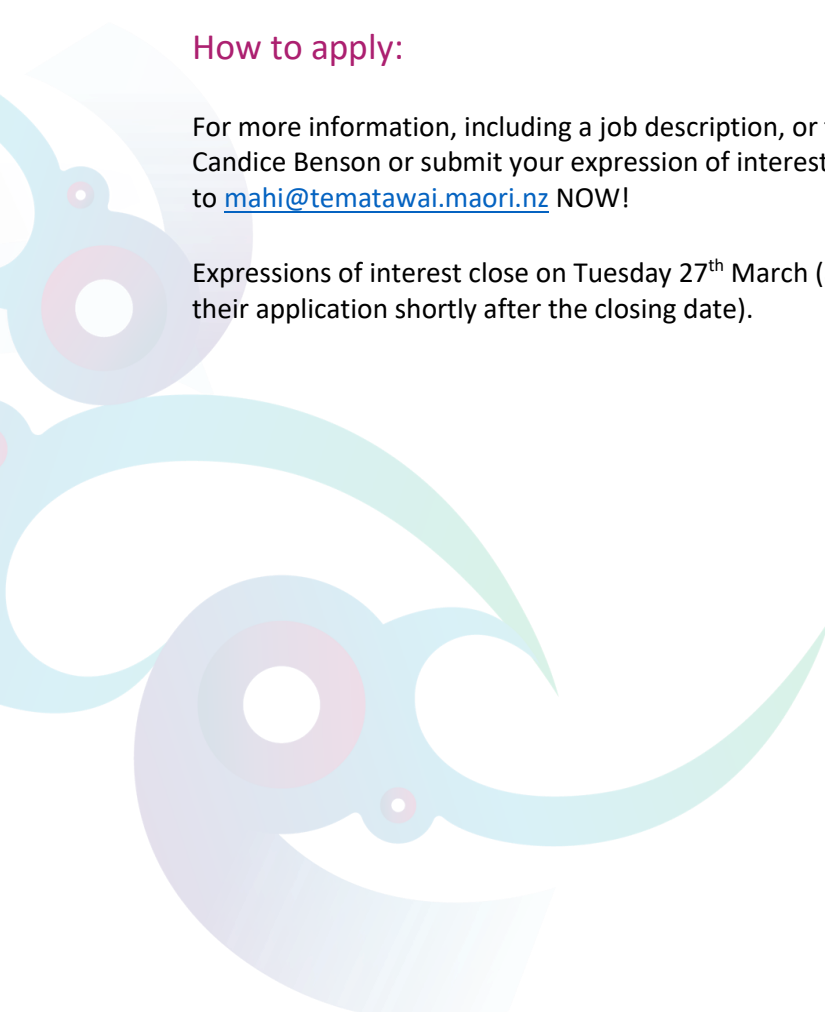 How to apply:
For more information, including a job description, or
Candice Benson or submit your expression of interest
to mahi@tematawai.maori.nz NOW!
Expressions of interest close on Tuesday 27th March (
their application shortly after the closing date).